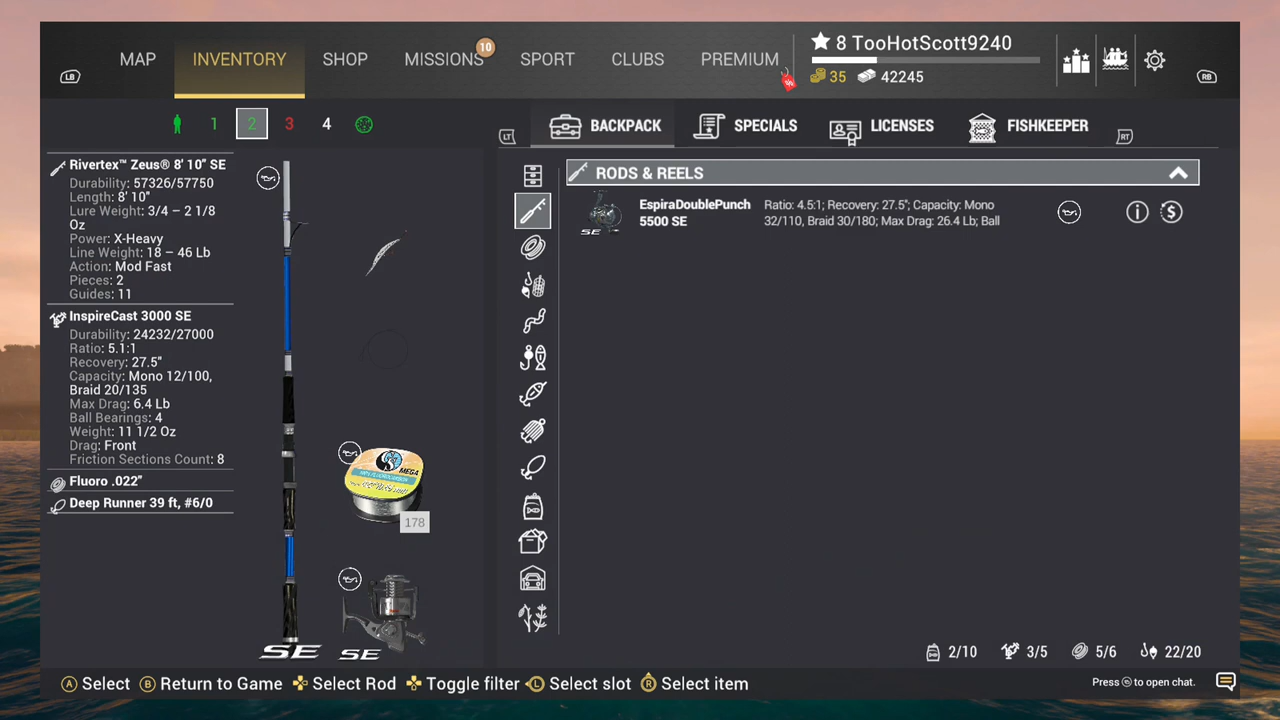 LB
MAP
INVENTORY
SHOP
MISSIONS
10
SPORT
CLUBS
PREMIUM
8 TooHotScott9240
35
42245
RB
1
2
3
4
LT
BACKPACK
SPECIALS
LICENSES
FISHKEEPER
RT
Rivertex™ Zeus® 8' 10" SE
Durability: 57326/57750
Length: 8' 10"
Lure Weight: 3/4 – 2 1/8
Oz
Power: X-Heavy
Line Weight: 18 – 46 Lb
Action: Mod Fast
Pieces: 2
Guides: 11
InspireCast 3000 SE
Durability: 24232/27000
Ratio: 5.1:1
Recovery: 27.5"
Capacity: Mono 12/100,
Braid 20/135
Max Drag: 6.4 Lb
Ball Bearings: 4
Weight: 11 1/2 Oz
Drag: Front
Friction Sections Count: 8
Fluoro .022"
Deep Runner 39 ft, #6/0
MEGA
178
SE
SE
RODS & REELS
EspiraDoublePunch
5500 SE
Ratio: 4.5:1; Recovery: 27.5"; Capacity: Mono
32/110, Braid 30/180; Max Drag: 26.4 Lb; Ball
SE
2/10
3/5
5/6
22/20
A Select
B Return to Game
Select Rod
Toggle filter
L Select slot
R Select item
Press to open chat.